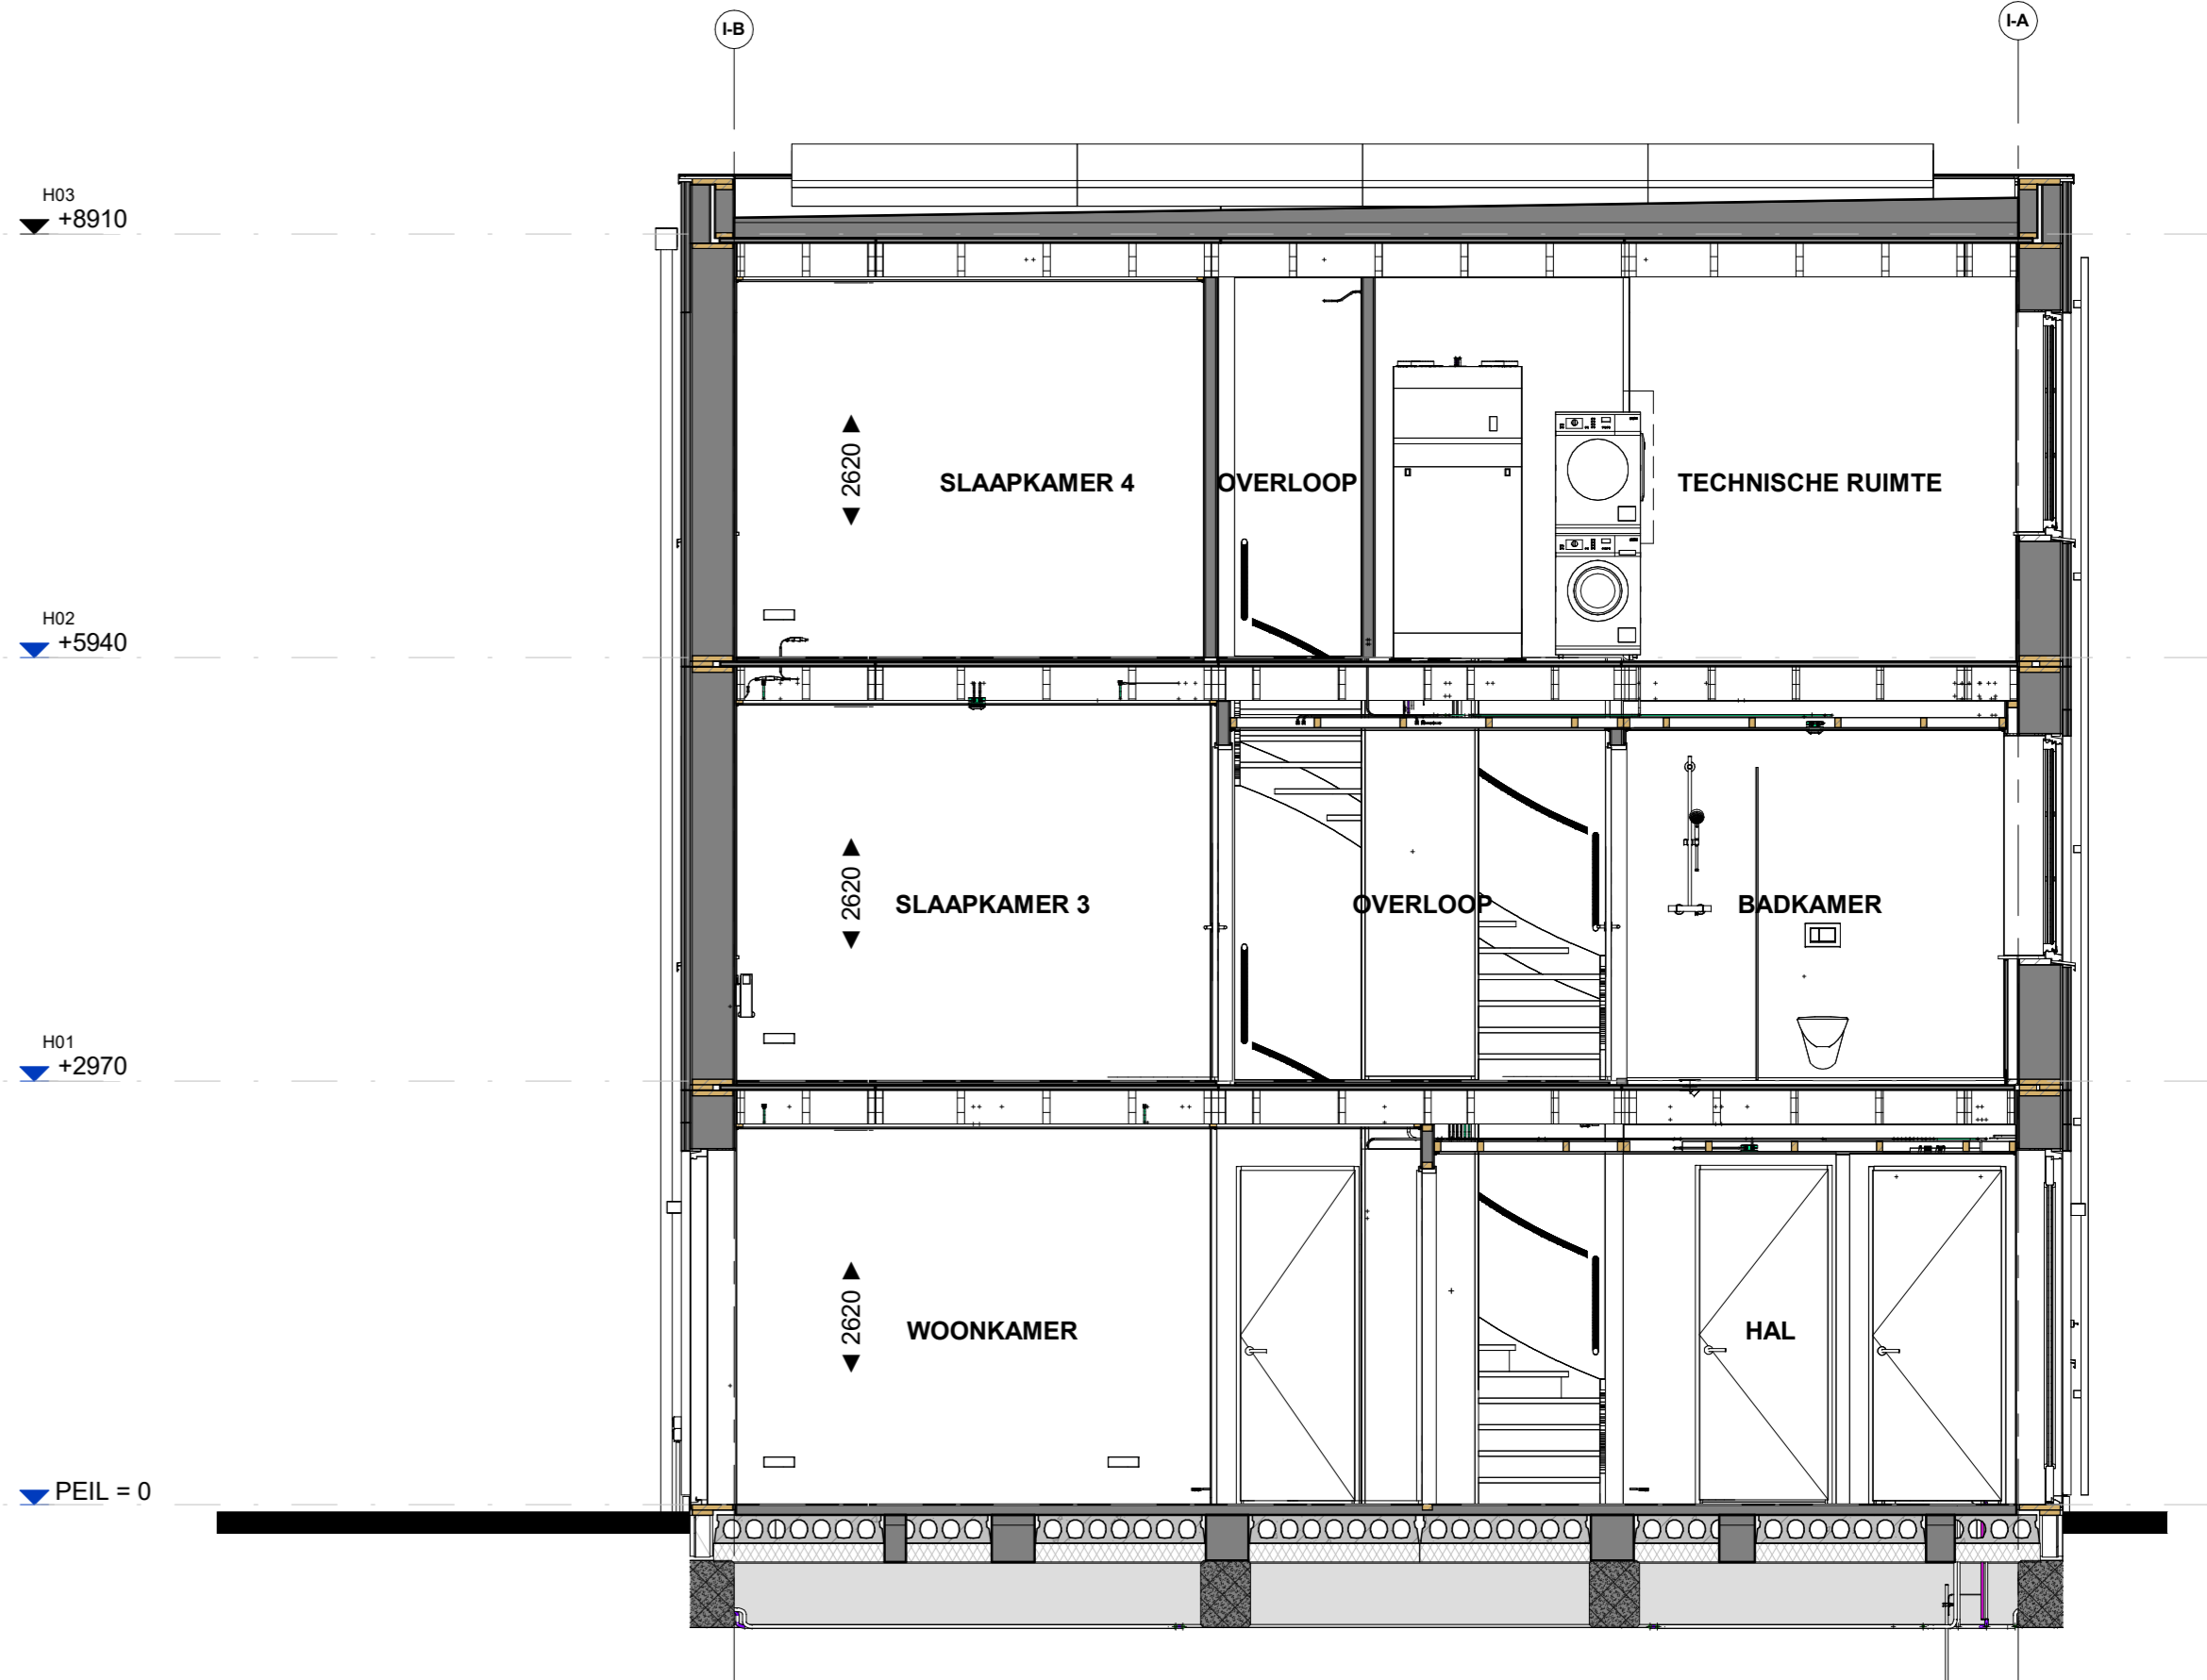 I-B
I-A
H03
+8910
2620
SLAAPKAMER 4
OVERLOOP
TECHNISCHE RUIMTE
H02
+5940
2620
SLAAPKAMER 3
OVERLOOP
BADKAMER
H01
+2970
2620
WOONKAMER
HAL
PEIL = 0